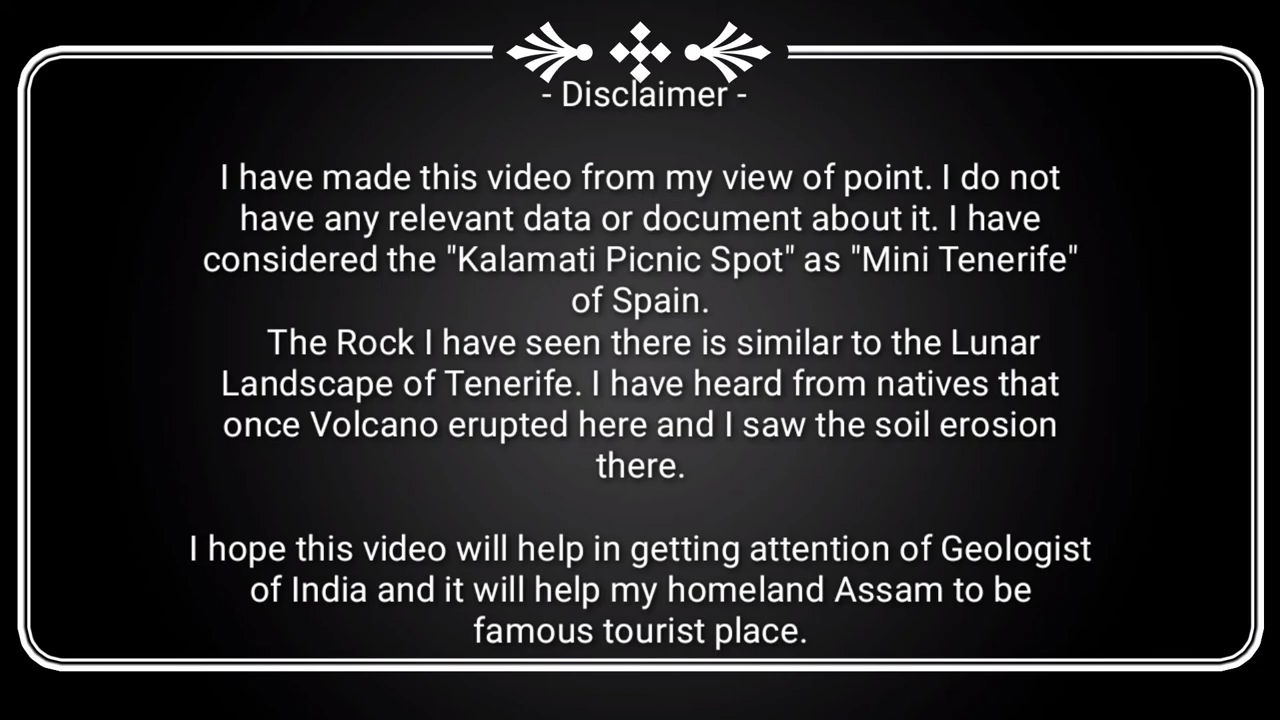 - Disclaimer -
I have made this video from my view of point. I do not
have any relevant data or document about it. I have
considered the "Kalamati Picnic Spot" as "Mini Tenerife"
of Spain.
The Rock I have seen there is similar to the Lunar
Landscape of Tenerife. I have heard from natives that
once Volcano erupted here and I saw the soil erosion
there.
I hope this video will help in getting attention of Geologist
of India and it will help my homeland Assam to be
famous tourist place.